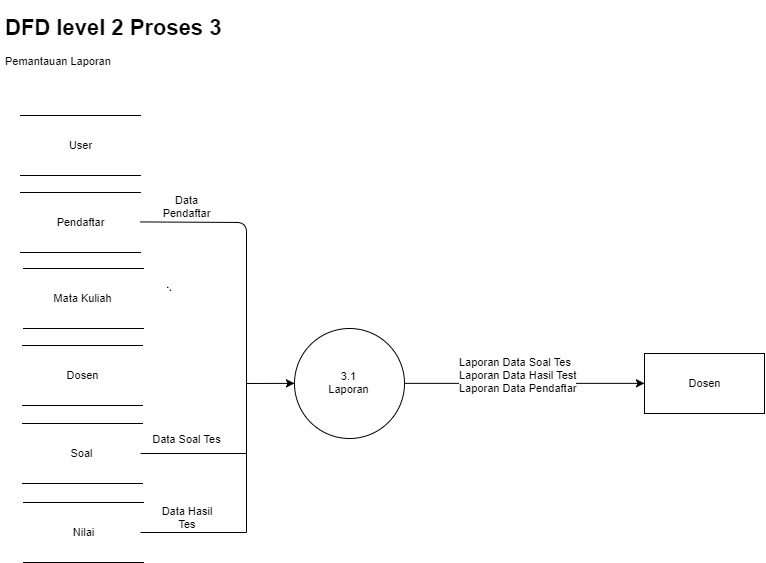 DFD level 2 Proses 3
Pemantauan Laporan
User
Data
Pendaftar
Pendaftar
Mata Kuliah
Dosen
3.1
Laporan
Laporan Data Soal Tes
Laporan Data Hasil Test
Laporan Data Pendaftar
Dosen
Data Soal Tes
Soal
Data Hasil
Tes
Nilai